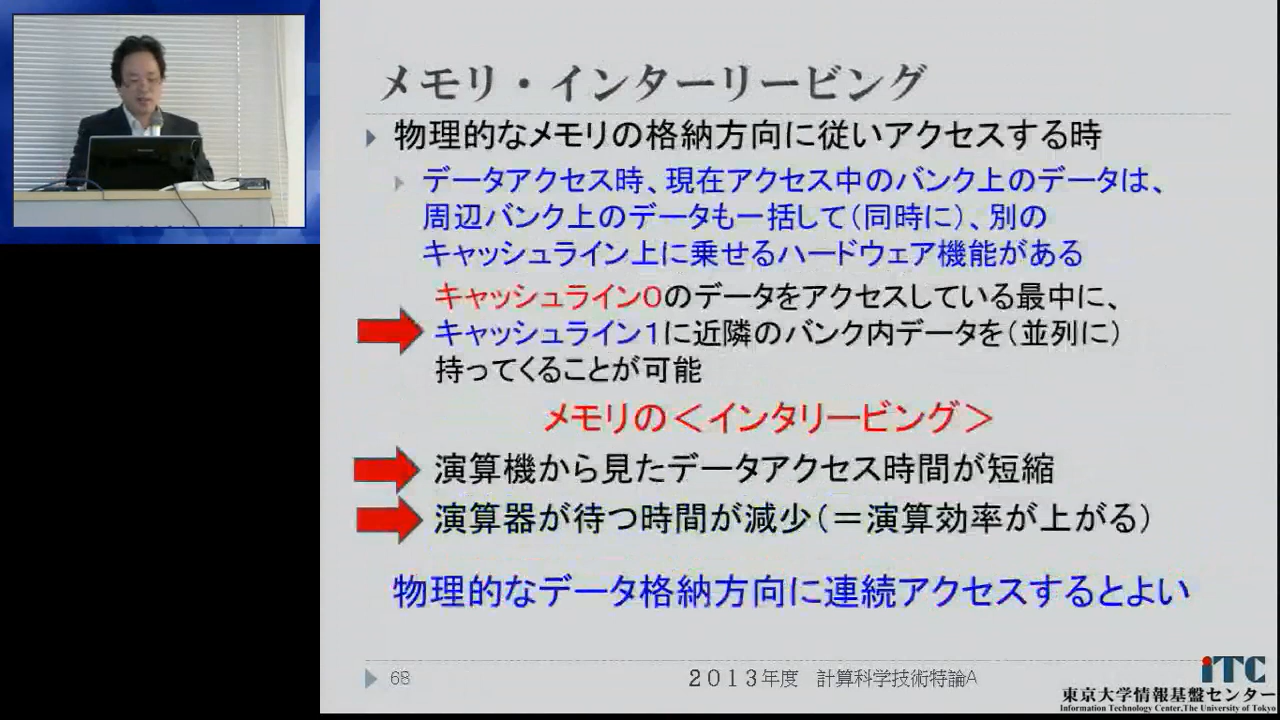 メモリ・インターリービング
物理的なメモリの格納方向に従いアクセスする時
データアクセス時、現在アクセス中のバンク上のデータは、
周辺バンク上のデータも一括して(同時に)、別の
キャッシュライン上に乗せるハードウェア機能がある
キャッシュライン0のデータをアクセスしている最中に、
キャッシュライン1に近隣のバンク内データを(並列に)
持ってくることが可能
メモリの<インタリービング>
演算機から見たデータアクセス時間が短縮
演算器が待つ時間が減少(=演算効率が上がる)
物理的なデータ格納方向に連続アクセスするとよい
68
2013年度 計算科学技術特論A
iTC
東京大学情報基盤センター
Information Technology Center,The University of Tokyo